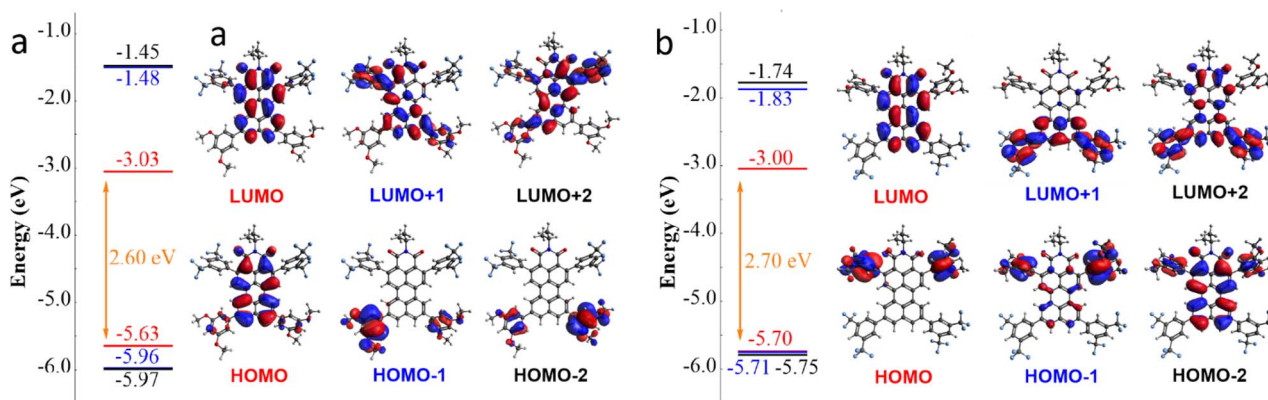 a
Energy (eV)
-1.0
-2.0
-3.0
-4.0
-5.0
-6.0
-1.45
-1.48
-3.03
2.60 eV
-5.63
-5.96
-5.97
a
LUMO
LUMO+1
LUMO+2
HOMO
HOMO-1
HOMO-2
b
Energy (eV)
-1.0
-2.0
-3.0
-4.0
-5.0
-6.0
-1.74
-1.83
-3.00
2.70 eV
-5.70
-5.71
-5.75
LUMO
LUMO+1
LUMO+2
HOMO
HOMO-1
HOMO-2